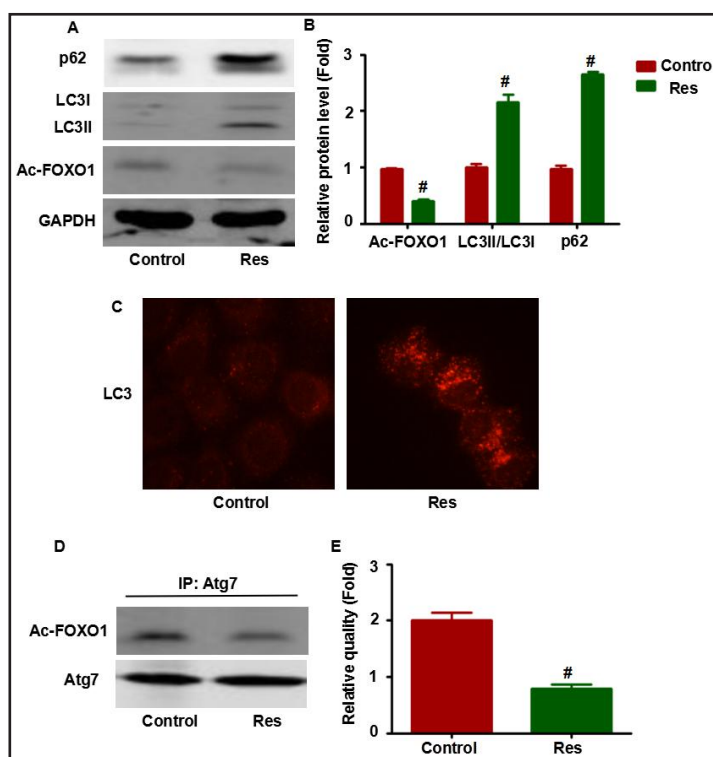 A
p62
LC3I
LC3II
Ac-FOXO1
GAPDH
Control
Res
B
Relative protein level (Fold)
3
2
1
0
#
#
#
Ac-FOXO1
LC3II/LC3I
p62
Contro
Res
C
LC3
Control
Res
D
IP: Atg7
Ac-FOXO1
Atg7
Control
Res
E
Relative quality (Fold)
3
2
1
0
#
Control
Res